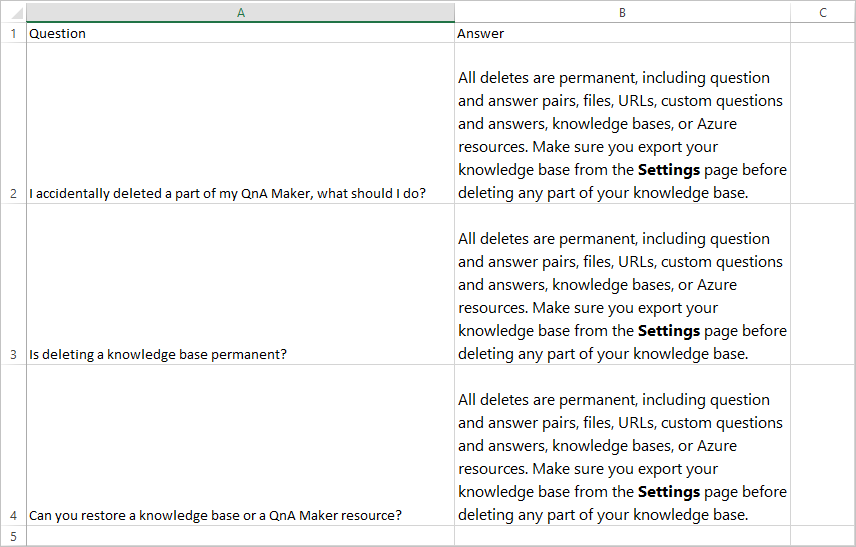 A B C
1 Question Answer
All deletes are permanent, including question
and answer pairs, files, URLs, custom questions
and answers, knowledge bases, or Azure
resources. Make sure you export your
knowledge base from the Settings page before
2 I accidentally deleted a part of my QnA Maker, what should I do? deleting any part of your knowledge base.
All deletes are permanent, including question
and answer pairs, files, URLs, custom questions
and answers, knowledge bases, or Azure
resources. Make sure you export your
knowledge base from the Settings page before
3 Is deleting a knowledge base permanent? deleting any part of your knowledge base.
All deletes are permanent, including question
and answer pairs, files, URLs, custom questions
and answers, knowledge bases, or Azure
resources. Make sure you export your
knowledge base from the Settings page before
4 Can you restore a knowledge base or a QnA Maker resource? deleting any part of your knowledge base.
5